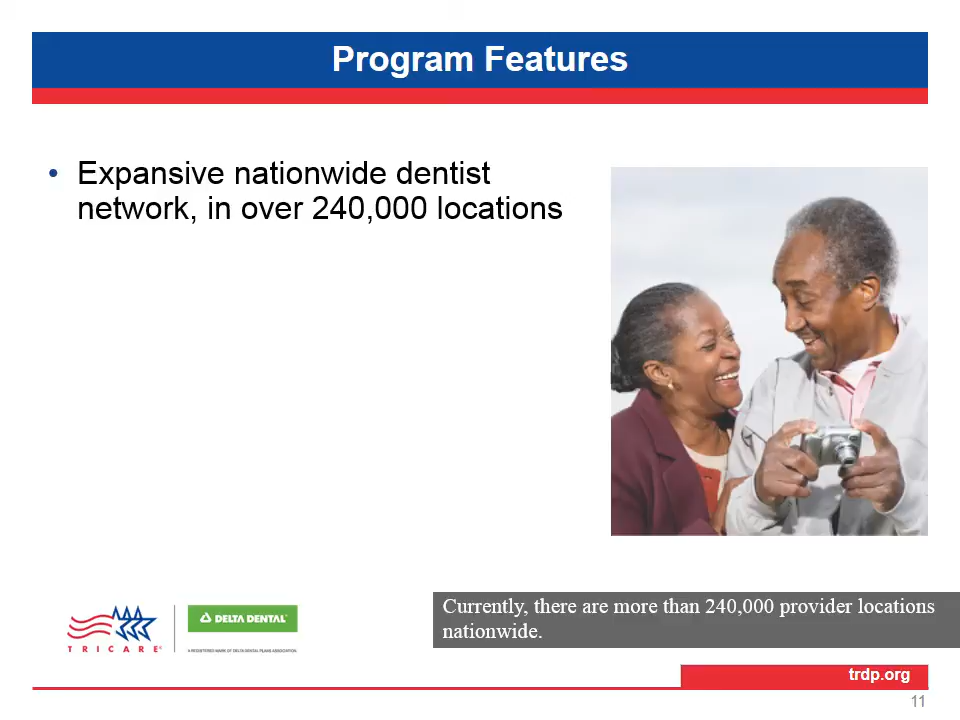 Program Features
• Expansive nationwide dentist
network, in over 240,000 locations
TRICARE®
DELTA DENTAL®
A REGISTERED MARK OF DELTA DENTAL PLANS ASSOCIATION
Currently, there are more than 240,000 provider locations
nationwide.
trdp.org
11